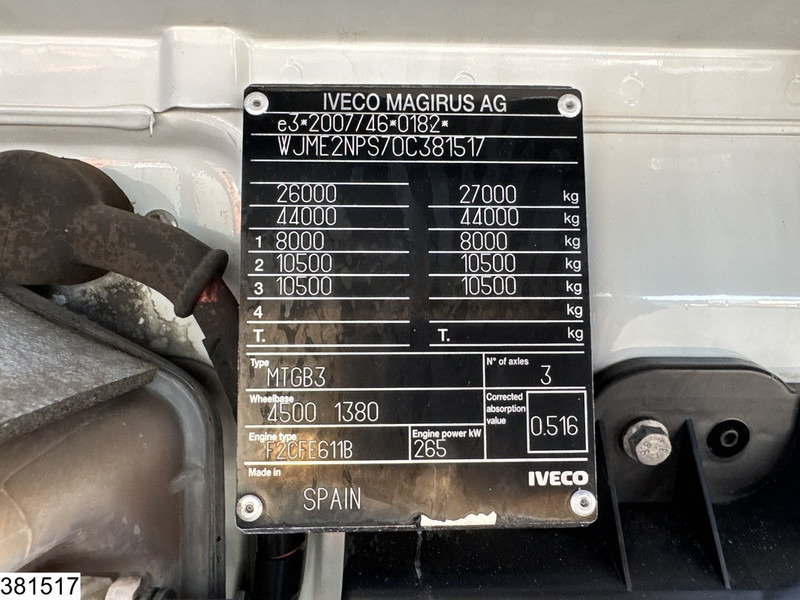 IVECO MAGIRUS AG
e3*2007/46*0182*
WJME2NPS70C381517
26000 27000 kg
44000 44000 kg
1 8000 8000 kg
2 10500 10500 kg
3 10500 10500 kg
4 kg
T. T. kg
Type MTGB3 N° of axles 3
Wheelbase 4500 1380 Corrected absorption value 0.516
Engine type F2CFE611B Engine power kW 265
Made in SPAIN IVECO
381517